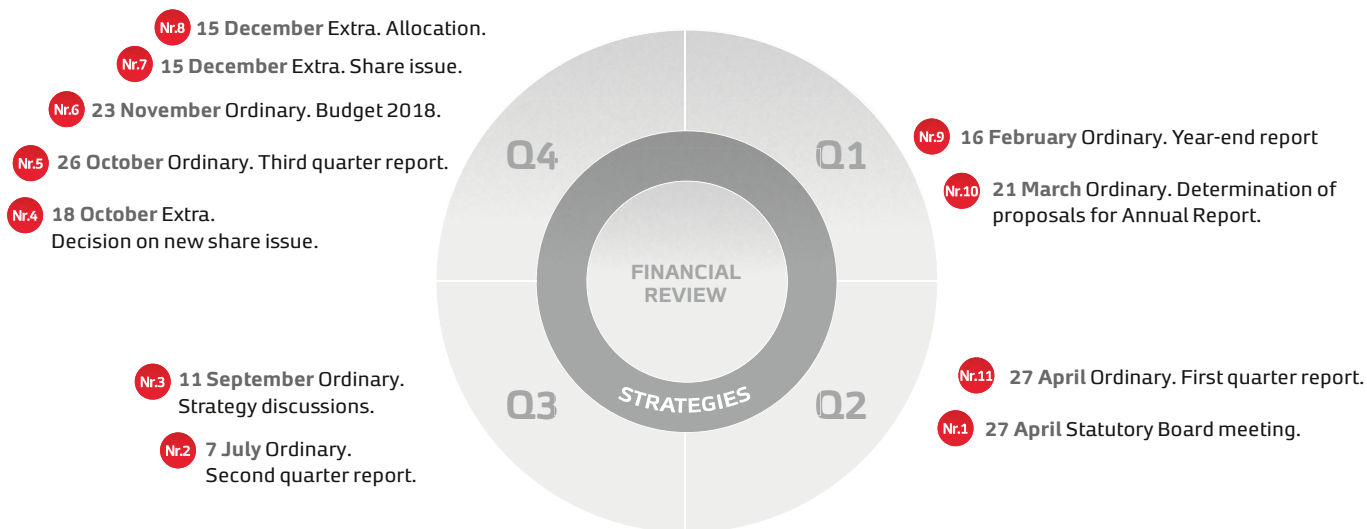 Nr.8 15 December Extra. Allocation.
Nr.7 15 December Extra. Share issue.
Nr.6 23 November Ordinary. Budget 2018.
Nr.5 26 October Ordinary. Third quarter report.
Nr.4 18 October Extra.
Decision on new share issue.
Nr.3 11 September Ordinary.
Strategy discussions.
Nr.2 7 July Ordinary.
Second quarter report.
Q4
Q1
FINANCIAL
REVIEW
Q3
STRATEGIES
Q2
Nr.9 16 February Ordinary. Year-end report
Nr.10 21 March Ordinary. Determination of
proposals for Annual Report.
Nr.11 27 April Ordinary. First quarter report.
Nr.1 27 April Statutory Board meeting.